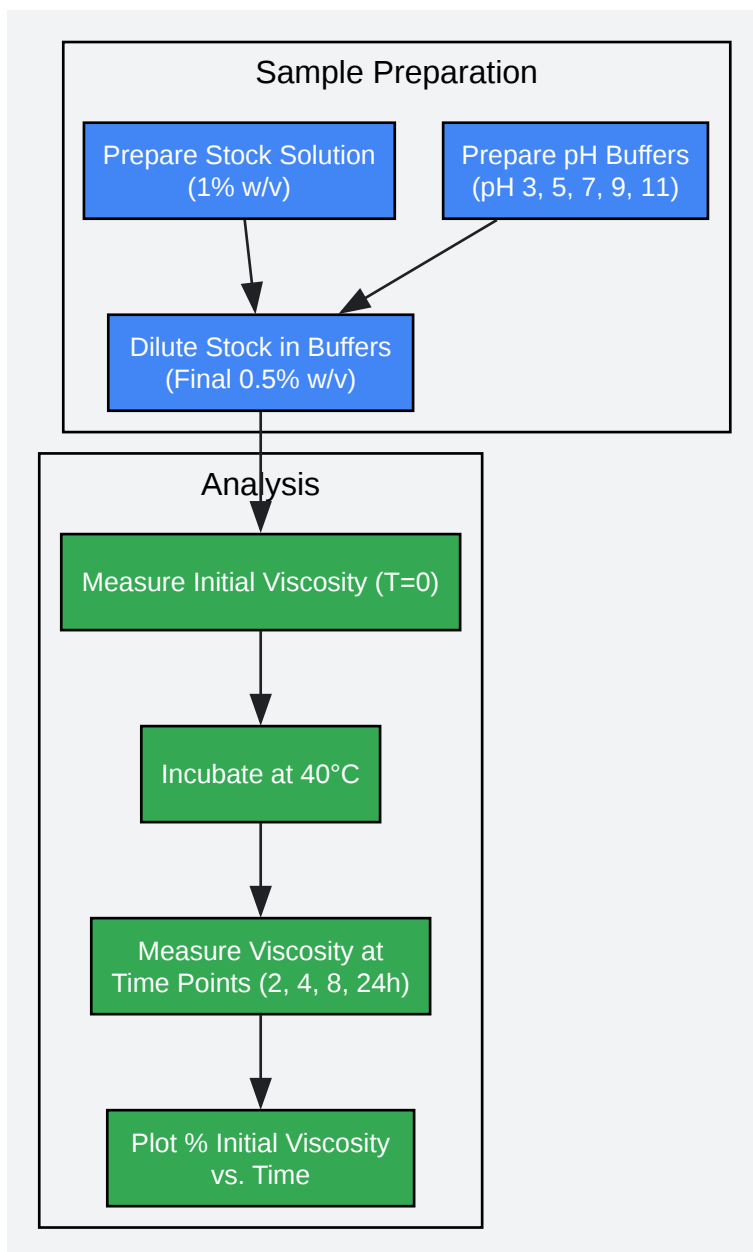 Sample Preparation
Prepare Stock Solution
(1% w/v)
Prepare pH Buffers
(pH 3, 5, 7, 9, 11)
Dilute Stock in Buffers
(Final 0.5% w/v)
Analysis
Measure Initial Viscosity (T=0)
Incubate at 40°C
Measure Viscosity at
Time Points (2, 4, 8, 24h)
Plot % Initial Viscosity
vs. Time